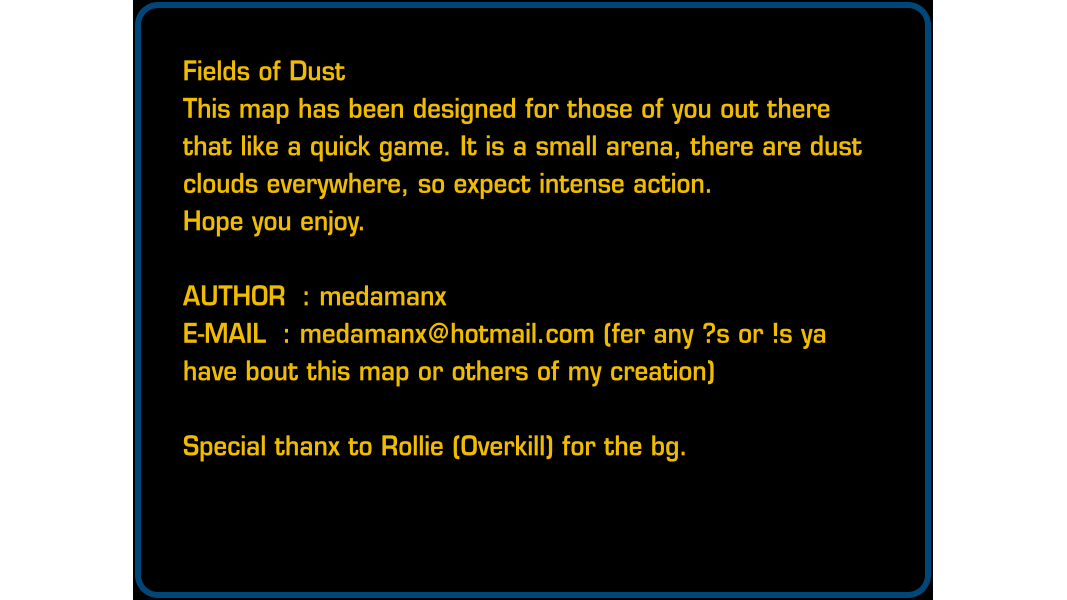 Fields of Dust
This map has been designed for those of you out there
that like a quick game. It is a small arena, there are dust
clouds everywhere, so expect intense action.
Hope you enjoy.
AUTHOR  : medamanx
E-MAIL  : medamanx@hotmail.com (fer any ?s or !s ya
have bout this map or others of my creation)
Special thanx to Rollie (Overkill) for the bg.